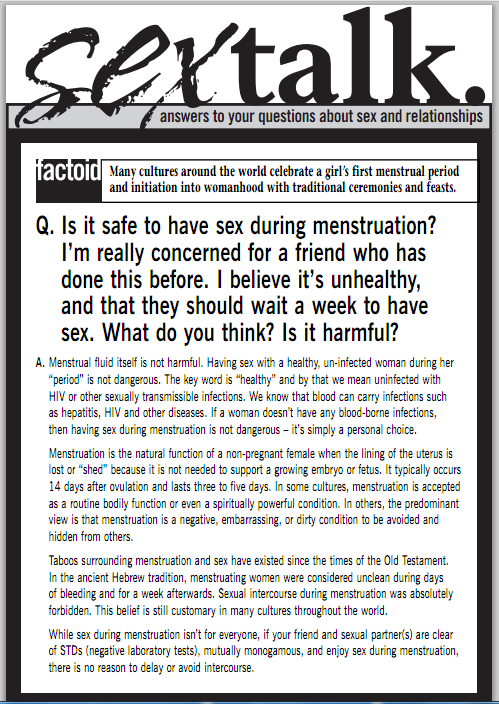 sextalk.
answers to your questions about sex and relationships
factoid
Many cultures around the world celebrate a girl's first menstrual period
and initiation into womanhood with traditional ceremonies and feasts.
Q. Is it safe to have sex during menstruation?
I'm really concerned for a friend who has
done this before. I believe it's unhealthy,
and that they should wait a week to have
sex. What do you think? Is it harmful?
A. Menstrual fluid itself is not harmful. Having sex with a healthy, un-infected woman during her
"period" is not dangerous. The key word is "healthy" and by that we mean uninfected with
HIV or other sexually transmissible infections. We know that blood can carry infections such
as hepatitis, HIV and other diseases. If a woman doesn't have any blood-borne infections,
then having sex during menstruation is not dangerous – it's simply a personal choice.
Menstruation is the natural function of a non-pregnant female when the lining of the uterus is
lost or "shed" because it is not needed to support a growing embryo or fetus. It typically occurs
14 days after ovulation and lasts three to five days. In some cultures, menstruation is accepted
as a routine bodily function or even a spiritually powerful condition. In others, the predominant
view is that menstruation is a negative, embarrassing, or dirty condition to be avoided and
hidden from others.
Taboos surrounding menstruation and sex have existed since the times of the Old Testament.
In the ancient Hebrew tradition, menstruating women were considered unclean during days
of bleeding and for a week afterwards. Sexual intercourse during menstruation was absolutely
forbidden. This belief is still customary in many cultures throughout the world.
While sex during menstruation isn't for everyone, if your friend and sexual partner(s) are clear
of STDs (negative laboratory tests), mutually monogamous, and enjoy sex during menstruation,
there is no reason to delay or avoid intercourse.